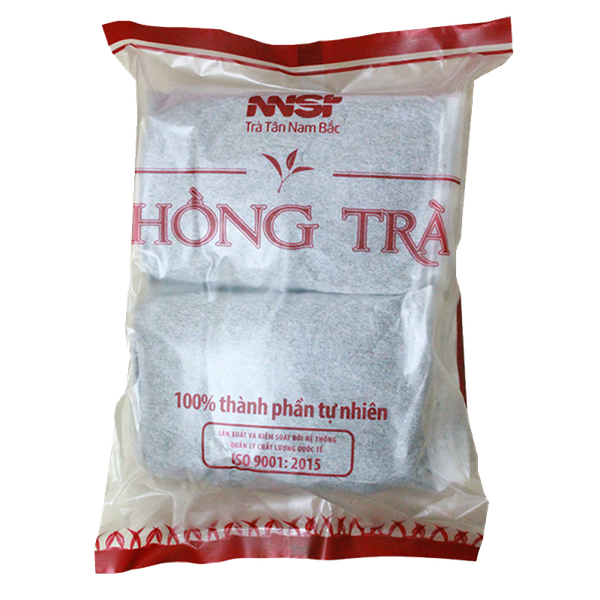 Trà Tân Nam Bắc
HỒNG TRÀ
100% thành phần tự nhiên
SẢN XUẤT VÀ KIỂM SOÁT BỞI HỆ THỐNG
QUẢN LÝ CHẤT LƯỢNG QUỐC TẾ
ISO 9001: 2015